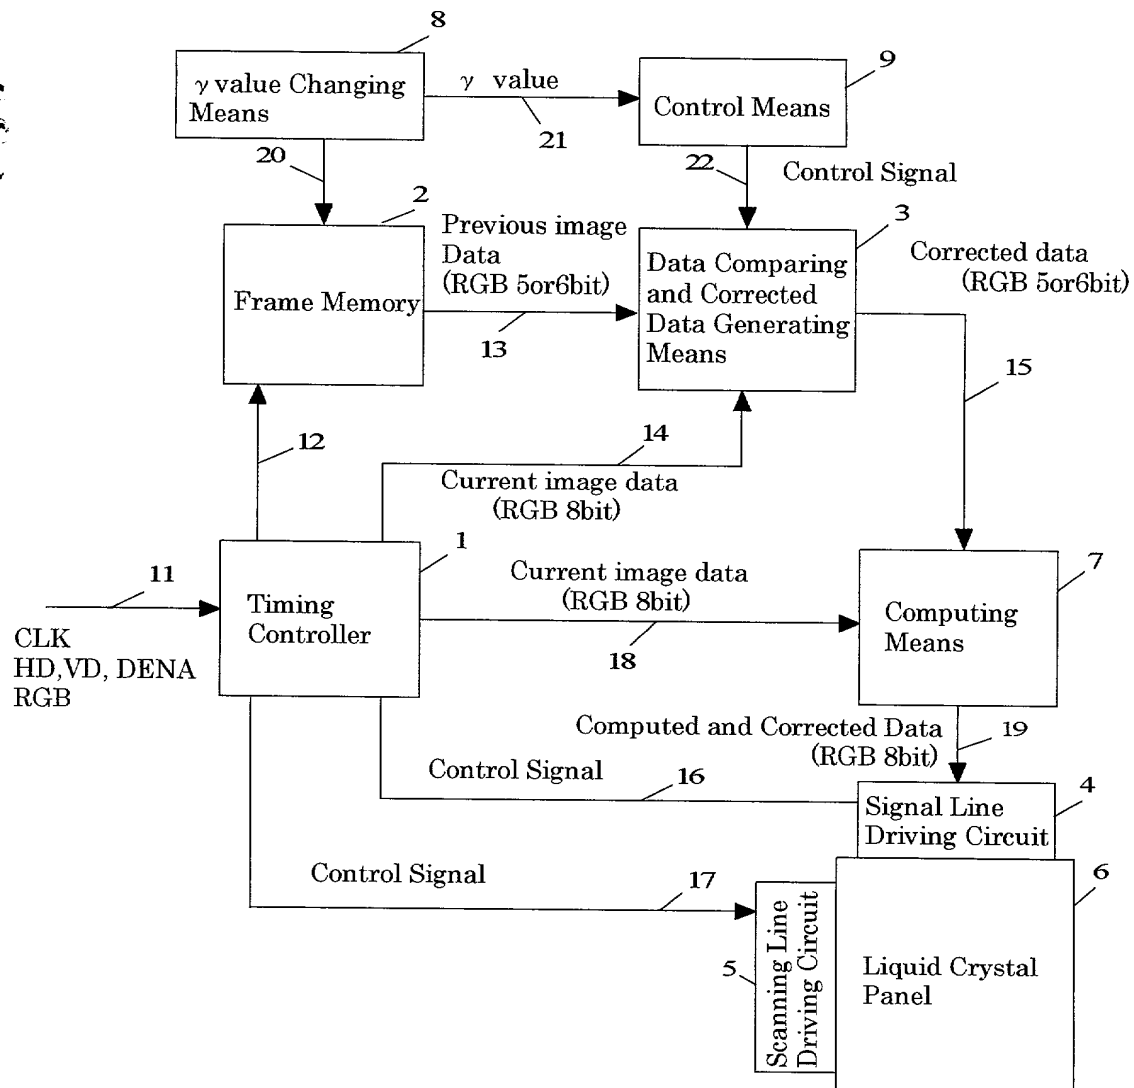 8
γ value Changing
Means
γ value
21
9
Control Means
20
22
Control Signal
2
Frame Memory
Previous image
Data
(RGB 5or6bit)
13
3
Data Comparing
and Corrected
Data Generating
Means
Corrected data
(RGB 5or6bit)
15
12
14
Current image data
(RGB 8bit)
11
CLK
HD,VD, DENA
RGB
1
Timing
Controller
Current image data
(RGB 8bit)
18
7
Computing
Means
Computed and Corrected Data
(RGB 8bit)
19
Control Signal
16
Signal Line
Driving Circuit
4
Control Signal
17
5
Scanning Line
Driving Circuit
6
Liquid Crystal
Panel